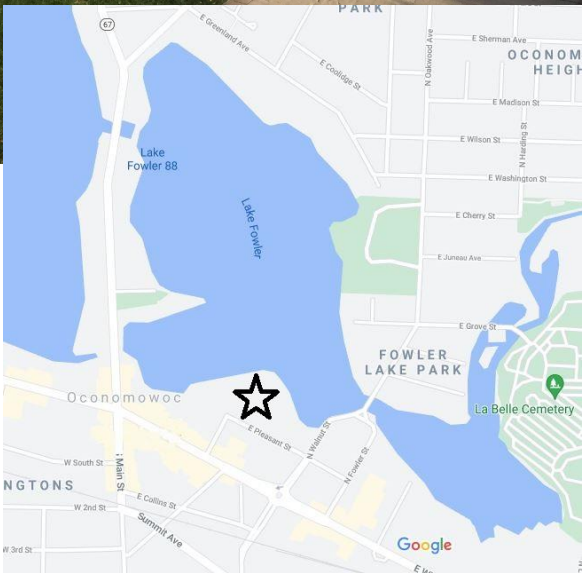 PARK
67
E Greenland Ave
E Coolidge St
N Oakwood Ave
E Sherman Ave
OCONOM
HEIGH
E Madison St
N Harding St
E Wilson St
Lake
Fowler 88
E Washington St
Lake Fowler
E Cherry St
E Juneau Ave
E Grove St
FOWLER
LAKE PARK
Oconomowoc
La Belle Cemetery
E Pleasant St
N Walnut St
N Fowler St
W South St
N Main St
NGTONS
E Collins St
W 2nd St
Summit Ave
W 3rd St
Google
E W